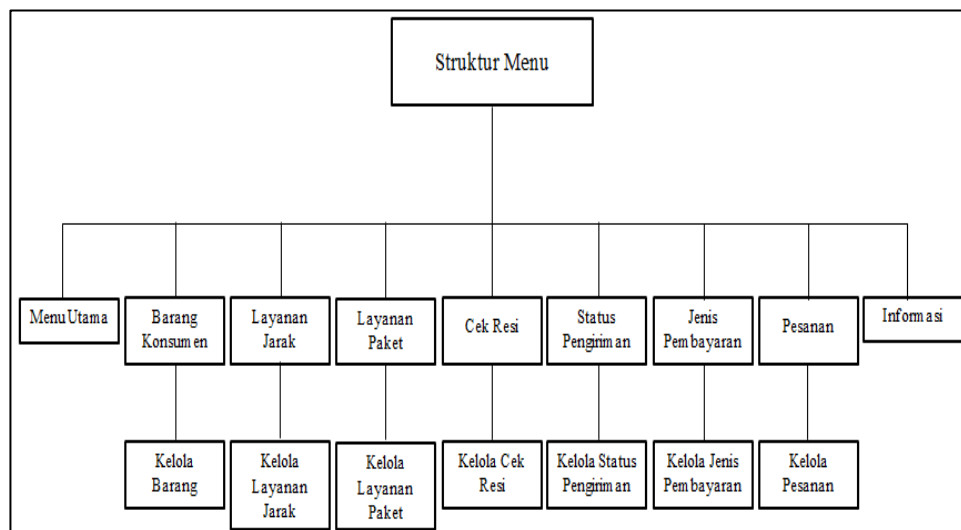 Struktur Menu
Menu Utama
Barang
Konsumen
Layanan
Jarak
Layanan
Paket
Cek Resi
Status
Pengiriman
Jenis
Pembayaran
Pesanan
Informasi
Kelola
Barang
Kelola
Layanan
Jarak
Kelola
Layanan
Paket
Kelola Cek
Resi
Kelola Status
Pengiriman
Kelola Jenis
Pembayaran
Kelola
Pesanan